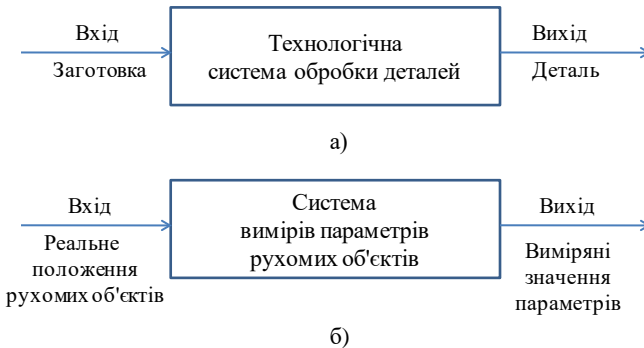 Вхід
Заготовка
Технологічна
система обробки деталей
Вихід
Деталь
а)
Вхід
Реальне
положення
рухомих об'єктів
Система
вимірів параметрів
рухомих об'єктів
Вихід
Виміряні
значення
параметрів
б)